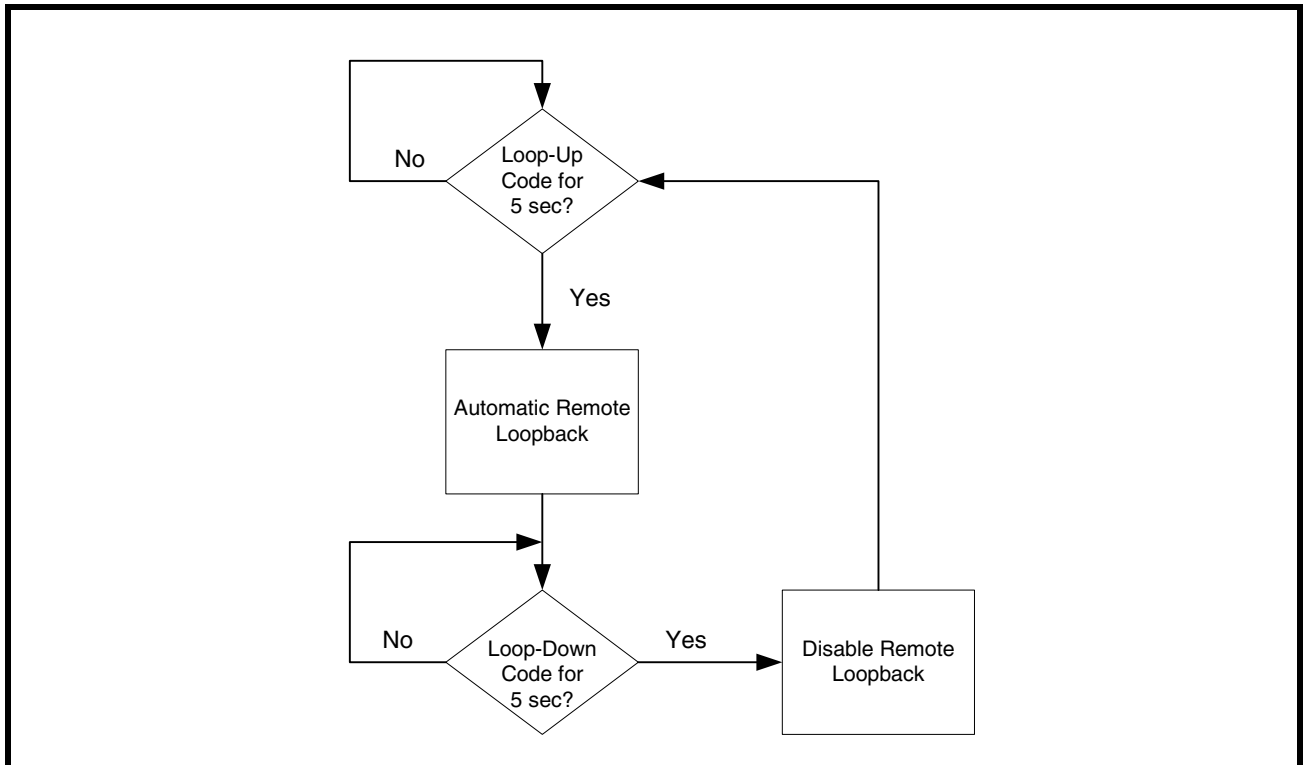 No
Loop-Up
Code for
5 sec?
Yes
Automatic Remote
Loopback
No
Loop-Down
Code for
5 sec?
Yes
Disable Remote
Loopback